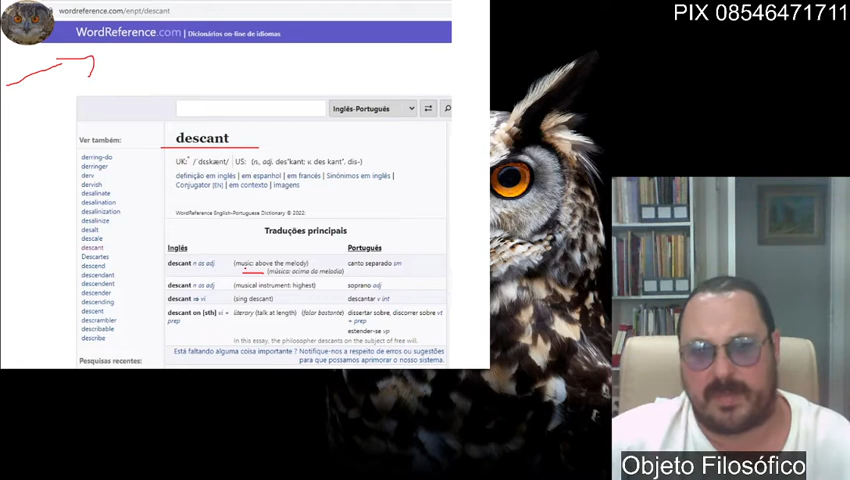 PIX 08546471711
wordreference.com/enpt/descant
WordReference.com | Dicionários on-line de idiomas
Inglês-Português
Ver também:
derring-do
derringer
derv
dervish
desalinate
desalination
desalinization
desalinize
desalt
descale
descant
Descartes
descend
descendant
descendent
descender
descending
descent
descrambler
describable
describe
Pesquisas recentes:
descant
UK: /ˈdɛskænt/ US: (n., adj. des′kant; v. des kant′, dis-)
definição em inglês | em espanhol | em francês | Sinónimos em inglês |
Conjugator [EN] | em contexto | imagens
WordReference English-Portuguese Dictionary © 2022:
Traduções principais
Inglês Português
descant n as adj (music: above the melody) canto separado sm
(música: acima da melodia)
descant n as adj (musical instrument: highest) soprano adj
descant ⇒ vi (sing descant) descantar v int
descant on [sth] vi + prep literary (talk at length) (falar bastante) dissertar sobre, discorrer sobre vt + prep
estender-se vp
In this essay, the philosopher descants on the subject of free will.
Está faltando alguma coisa importante? Notifique-nos a respeito de erros ou sugestões
para que possamos aprimorar o nosso sistema.
Objeto Filosófico